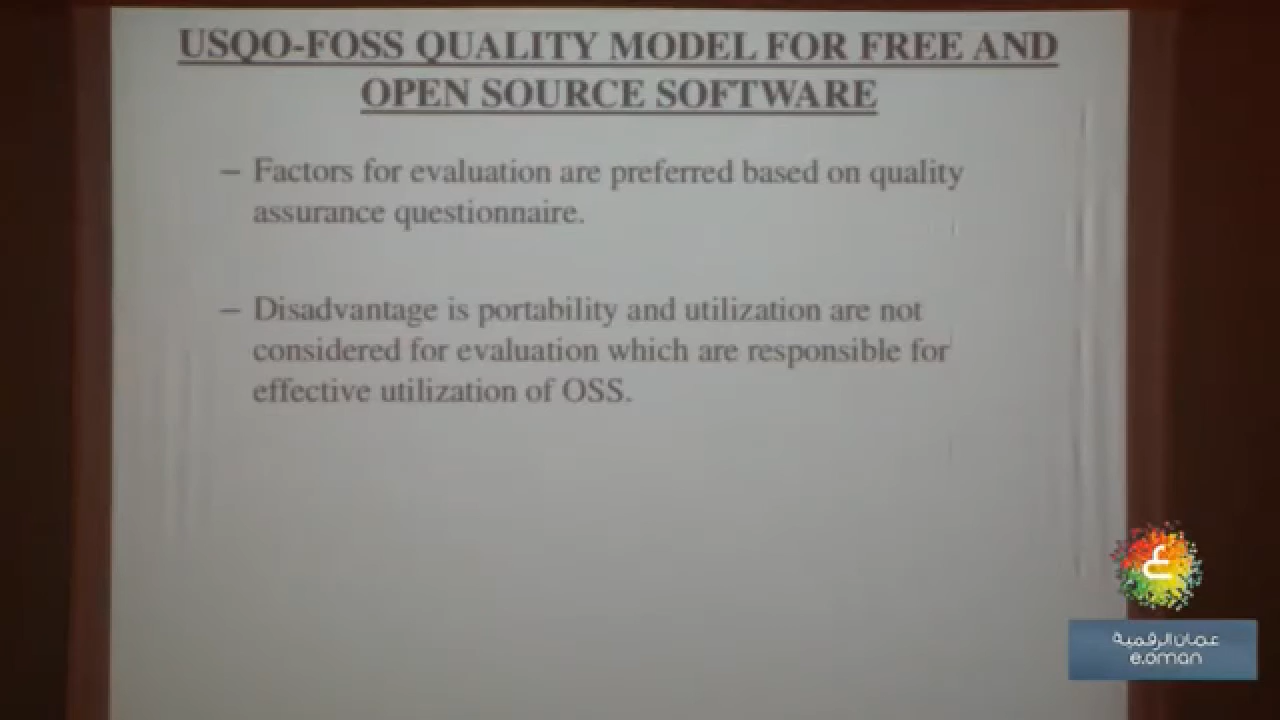 USQO-FOSS QUALITY MODEL FOR FREE AND
OPEN SOURCE SOFTWARE
– Factors for evaluation are preferred based on quality
assurance questionnaire.
– Disadvantage is portability and utilization are not
considered for evaluation which are responsible for
effective utilization of OSS.
ع
عمان الرقمية
e.oman